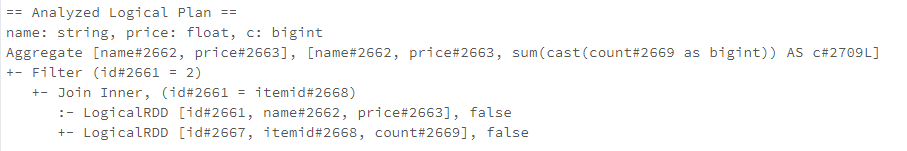 == Analyzed Logical Plan ==
name: string, price: float, c: bigint
Aggregate [name#2662, price#2663], [name#2662, price#2663, sum(cast(count#2669 as bigint)) AS c#2709L]
+- Filter (id#2661 = 2)
   +- Join Inner, (id#2661 = itemid#2668)
      :- LogicalRDD [id#2661, name#2662, price#2663], false
      +- LogicalRDD [id#2667, itemid#2668, count#2669], false